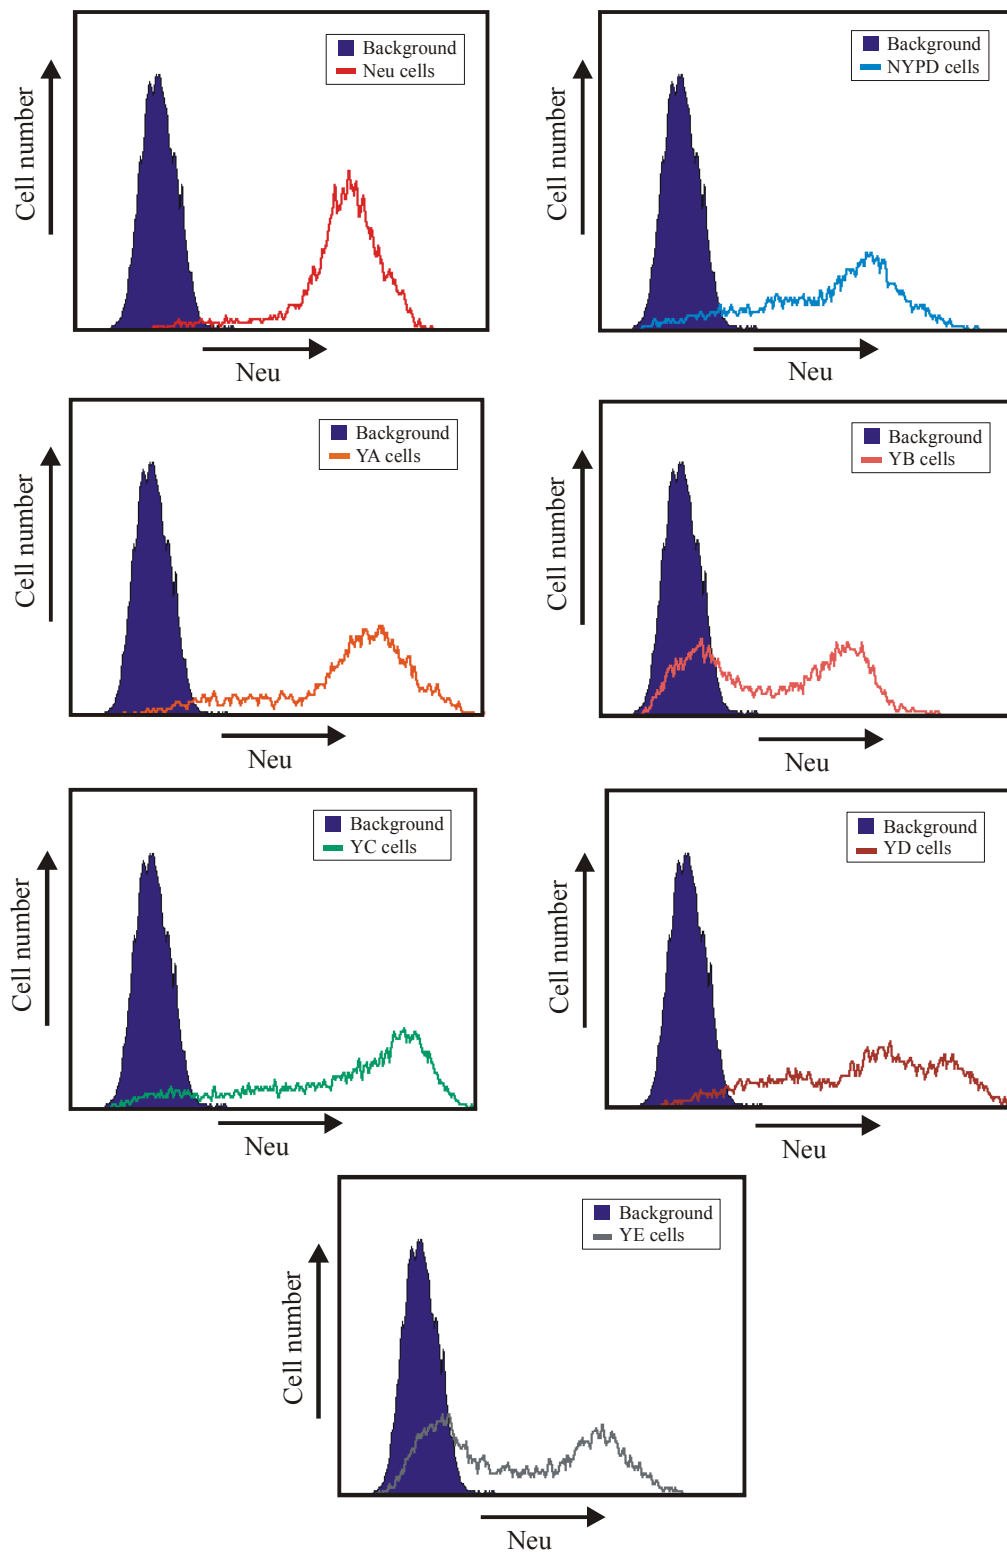 Background
Neu cells
Cell number
Neu
Background
NYPD cells
Cell number
Neu
Background
YA cells
Cell number
Neu
Background
YB cells
Cell number
Neu
Background
YC cells
Cell number
Neu
Background
YD cells
Cell number
Neu
Background
YE cells
Cell number
Neu